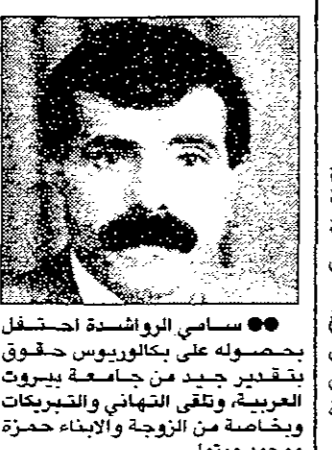 ●● سامي الرواشدة احتفل
بحصوله على بكالوريوس حقوق
بتقدير جيد من جامعة بيروت
العربية، وتلقى التهاني والتبريكات
وبخاصة من الزوجة والابناء حمزة